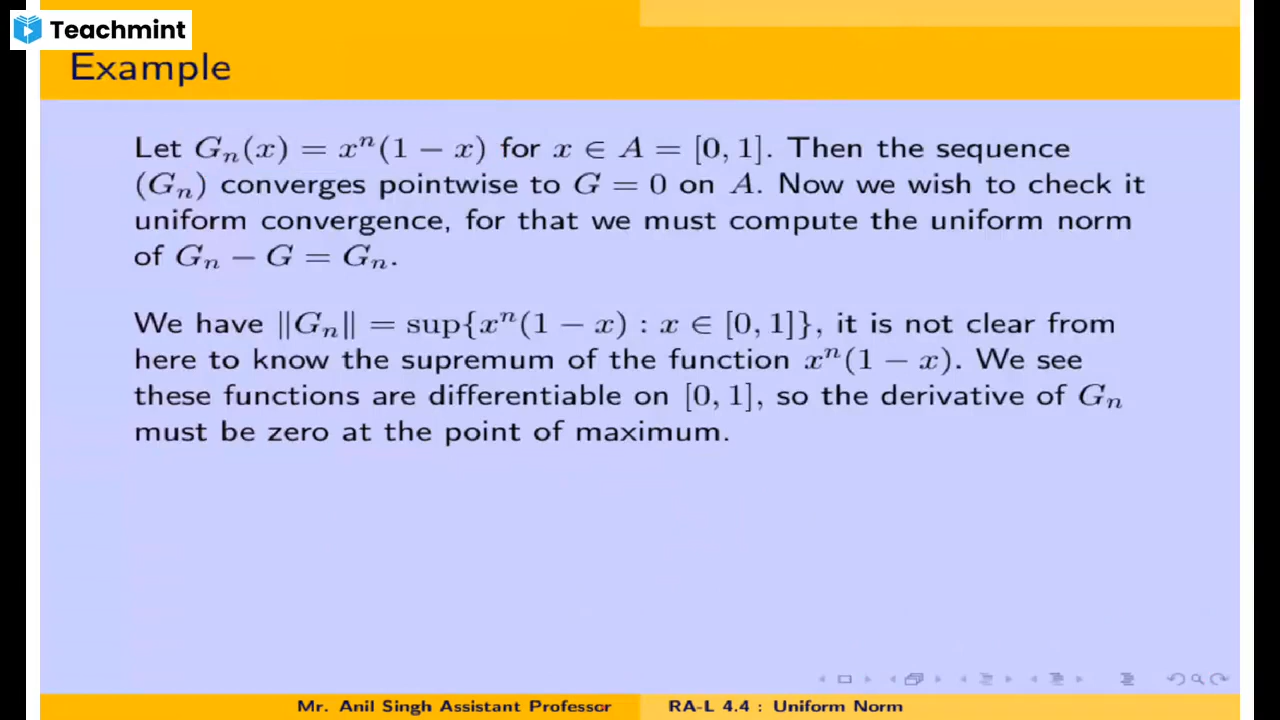 Teachmint
Example
Let Gₙ(x) = xⁿ(1 − x) for x ∈ A = [0, 1]. Then the sequence
(Gₙ) converges pointwise to G = 0 on A. Now we wish to check it
uniform convergence, for that we must compute the uniform norm
of Gₙ − G = Gₙ.
We have ‖Gₙ‖ = sup{xⁿ(1 − x) : x ∈ [0, 1]}, it is not clear from
here to know the supremum of the function xⁿ(1 − x). We see
these functions are differentiable on [0, 1], so the derivative of Gₙ
must be zero at the point of maximum.
Mr. Anil Singh Assistant Professor
RA-L 4.4 : Uniform Norm